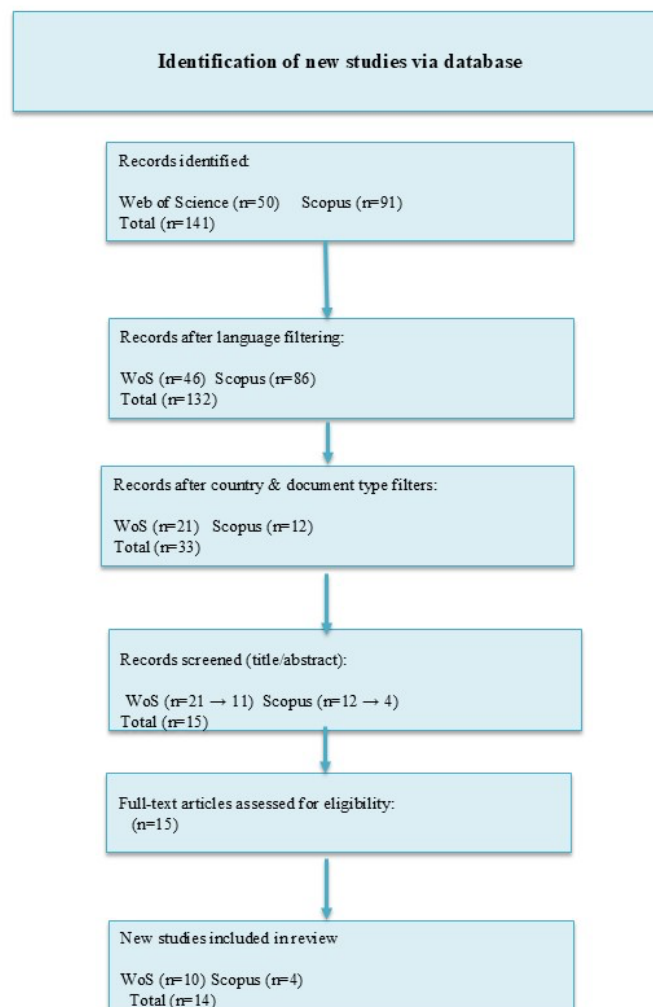 Identification of new studies via database
Records identified:
Web of Science (n=50) Scopus (n=91)
Total (n=141)
Records after language filtering:
WoS (n=46) Scopus (n=86)
Total (n=132)
Records after country & document type filters:
WoS (n=21) Scopus (n=12)
Total (n=33)
Records screened (title/abstract):
WoS (n=21 → 11) Scopus (n=12 → 4)
Total (n=15)
Full-text articles assessed for eligibility:
(n=15)
New studies included in review
WoS (n=10) Scopus (n=4)
Total (n=14)